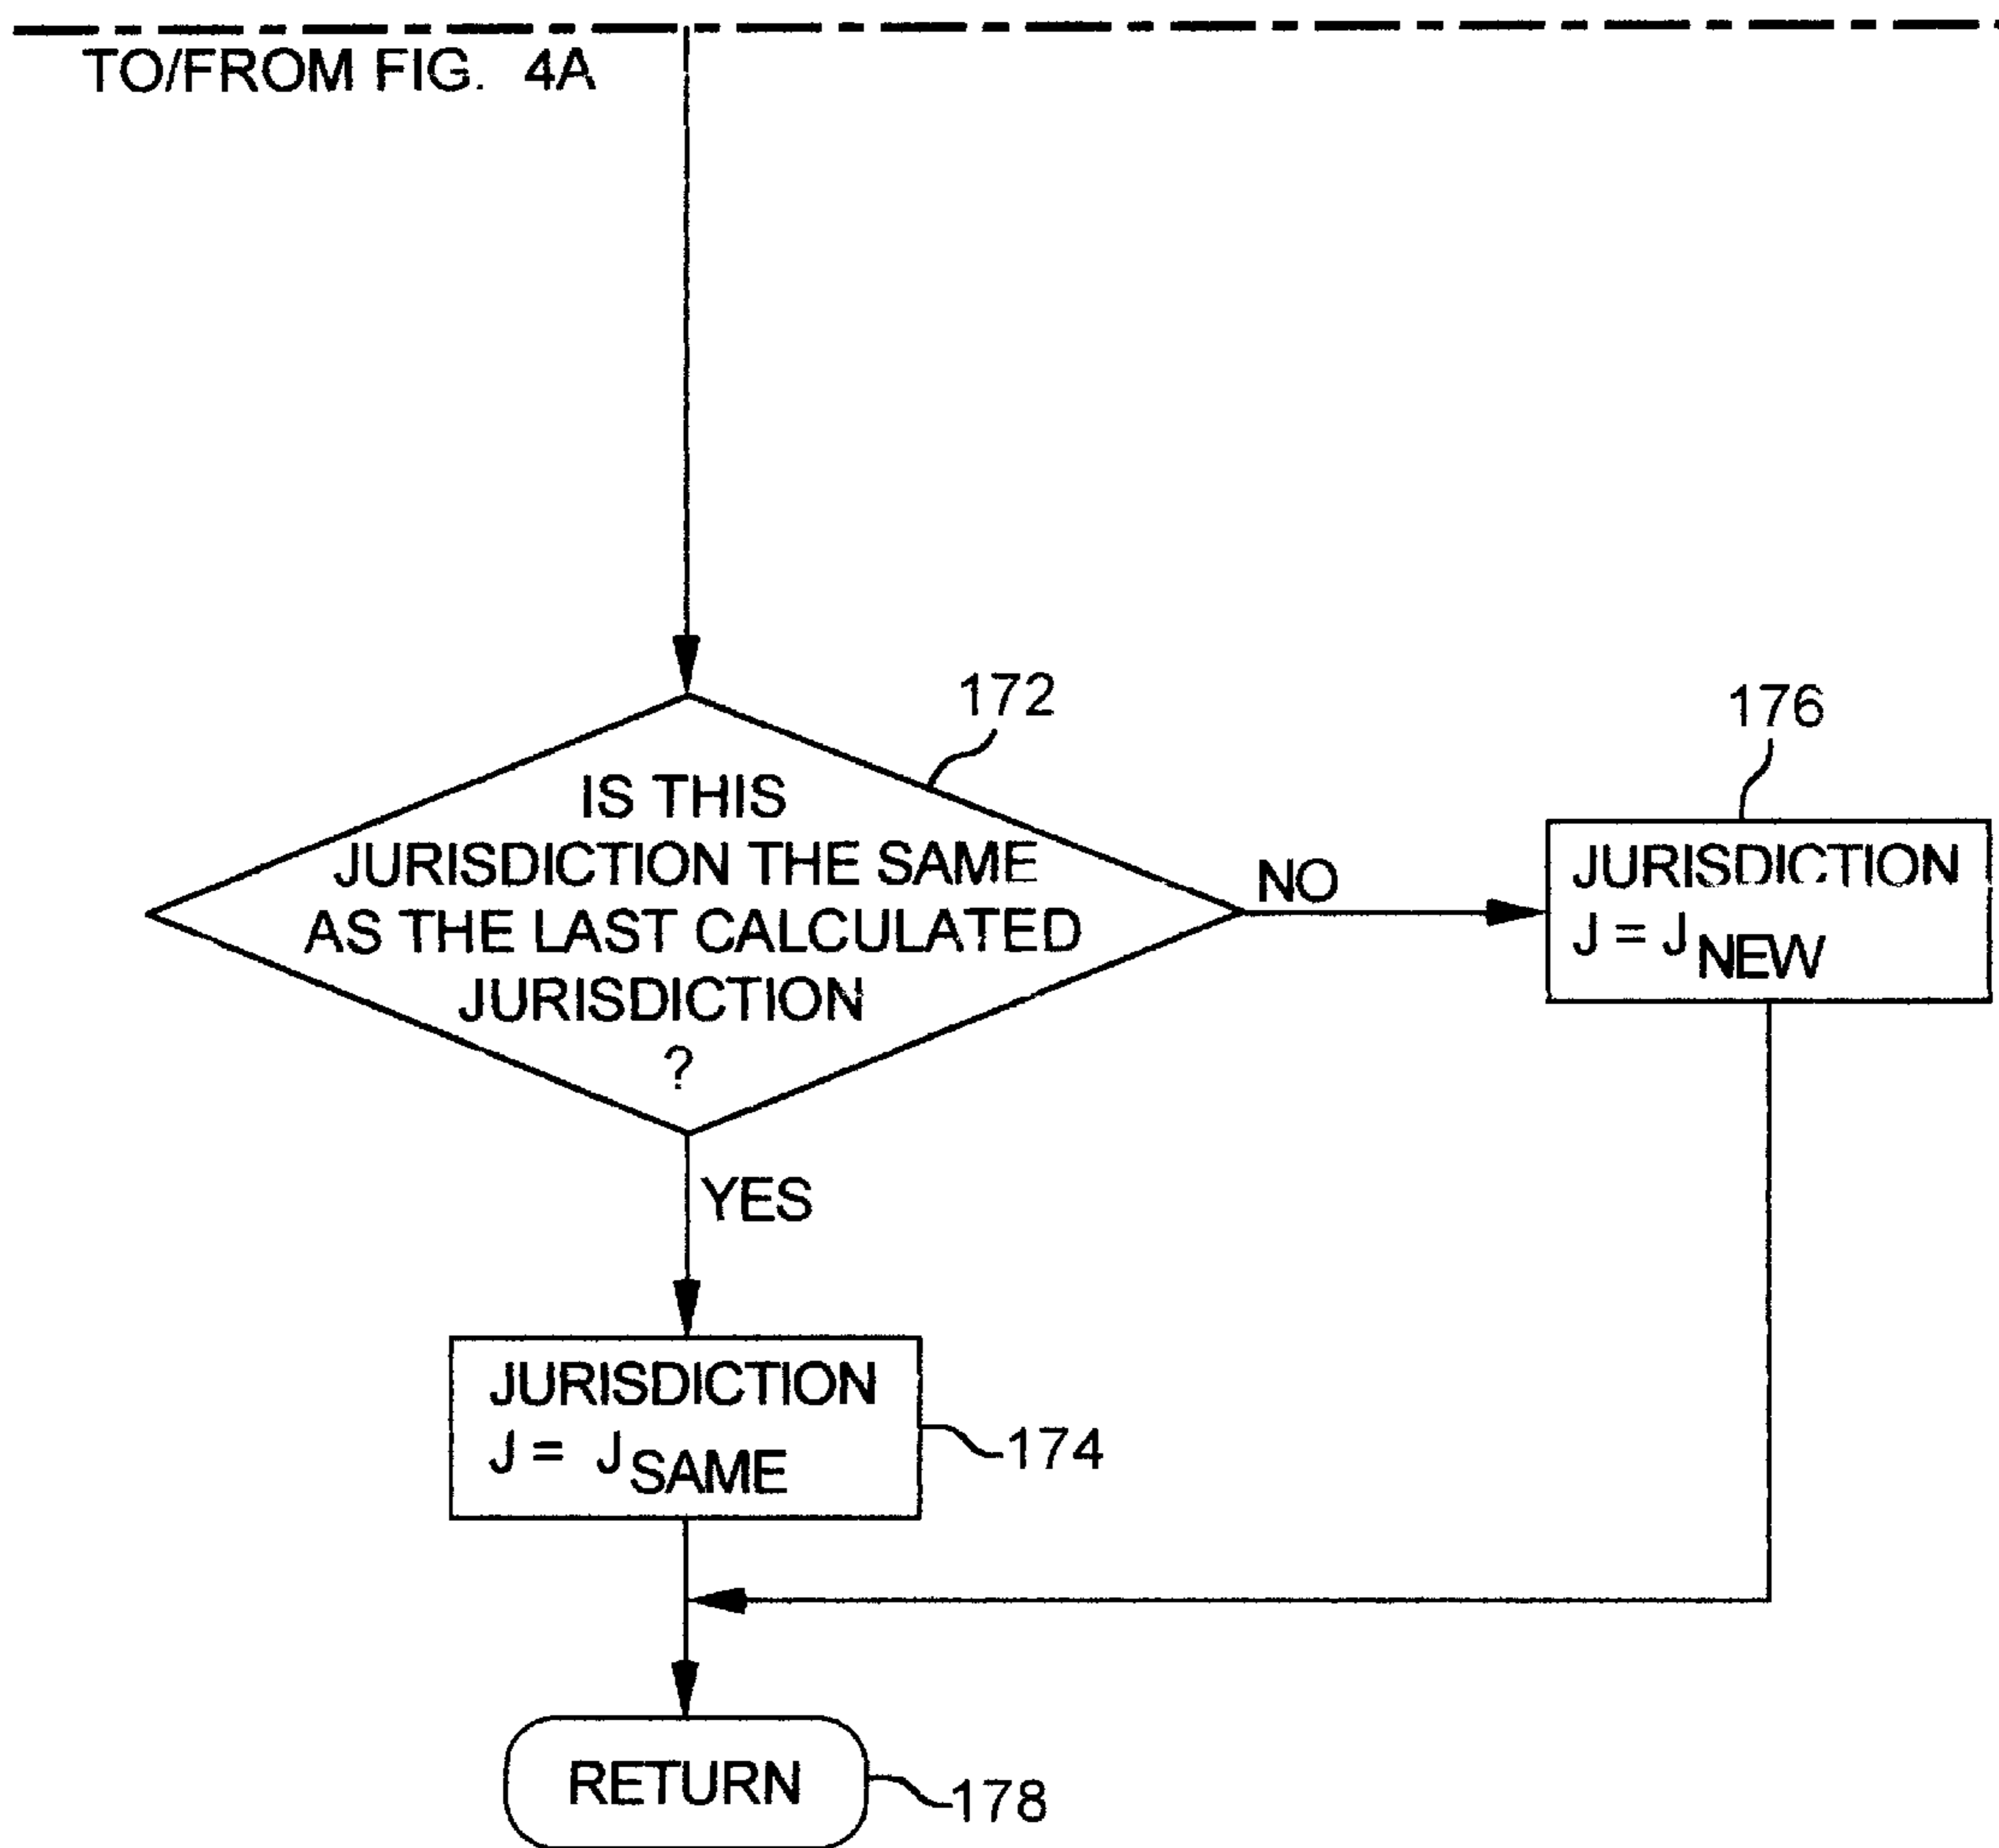 TO/FROM FIG. 4A
172
IS THIS
JURISDICTION THE SAME
AS THE LAST CALCULATED
JURISDICTION
?
NO
176
JURISDICTION
J = J NEW
YES
JURISDICTION
J = J SAME
174
RETURN
178